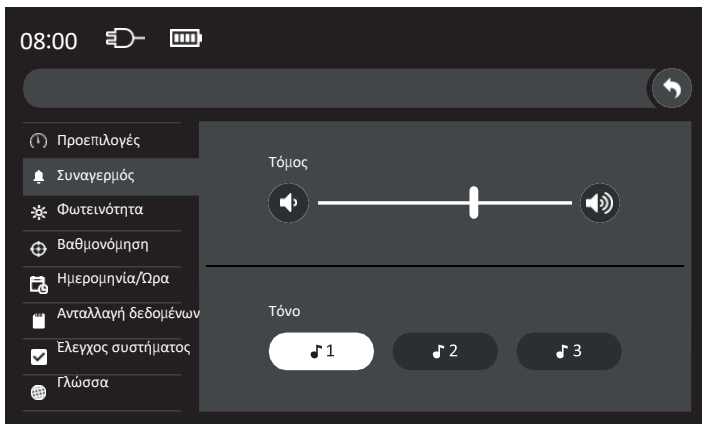 08:00
Προεπιλογές
Συναγερμός
Φωτεινότητα
Βαθμονόμηση
Ημερομηνία/Ώρα
Ανταλλαγή δεδομένων
Έλεγχος συστήματος
Γλώσσα
Τόμος
Τόνο
1
2
3